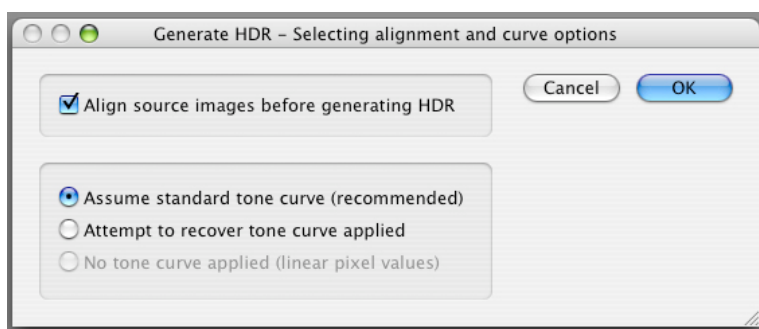 Generate HDR – Selecting alignment and curve options
Align source images before generating HDR
Cancel
OK
Assume standard tone curve (recommended)
Attempt to recover tone curve applied
No tone curve applied (linear pixel values)